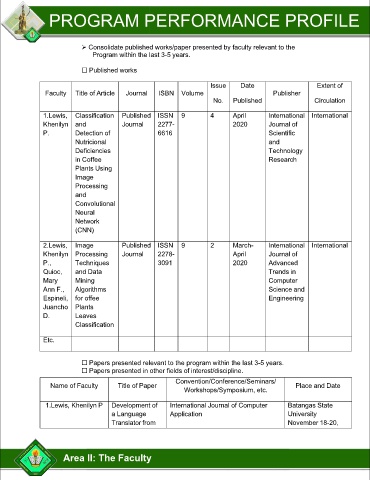 PROGRAM PERFORMANCE PROFILE
➢ Consolidate published works/paper presented by faculty relevant to the
Program within the last 3-5 years.
☐ Published works
Faculty Title of Article Journal ISBN Volume Issue No. Date Published Publisher Extent of Circulation
1.Lewis, Published ISSN 9 4 April International International
Khenilyn Journal 2277- 2020 Journal of
P. 6616 Scientific
and
Technology
Research
Classification
and
Detection of
Nutricional
Deficiencies
in Coffee
Plants Using
Image
Processing
and
Convolutional
Neural
Network
(CNN)
2.Lewis, Image Published ISSN 9 2 March- International International
Khenilyn Processing Journal 2278- April Journal of
P., Techniques 3091 2020 Advanced
Quioc, and Data Trends in
Mary Mining Computer
Ann F., Algorithms Science and
Espineli, for offee Engineering
Juancho Plants
D. Leaves
Classification
Etc.
☐ Papers presented relevant to the program within the last 3-5 years.
☐ Papers presented in other fields of interest/discipline.
Name of Faculty Title of Paper Convention/Conference/Seminars/
Workshops/Symposium, etc. Place and Date
1.Lewis, Khenilyn P Development of International Journal of Computer Batangas State
a Language Application University
Translator from November 18-20,
Area II: The Faculty